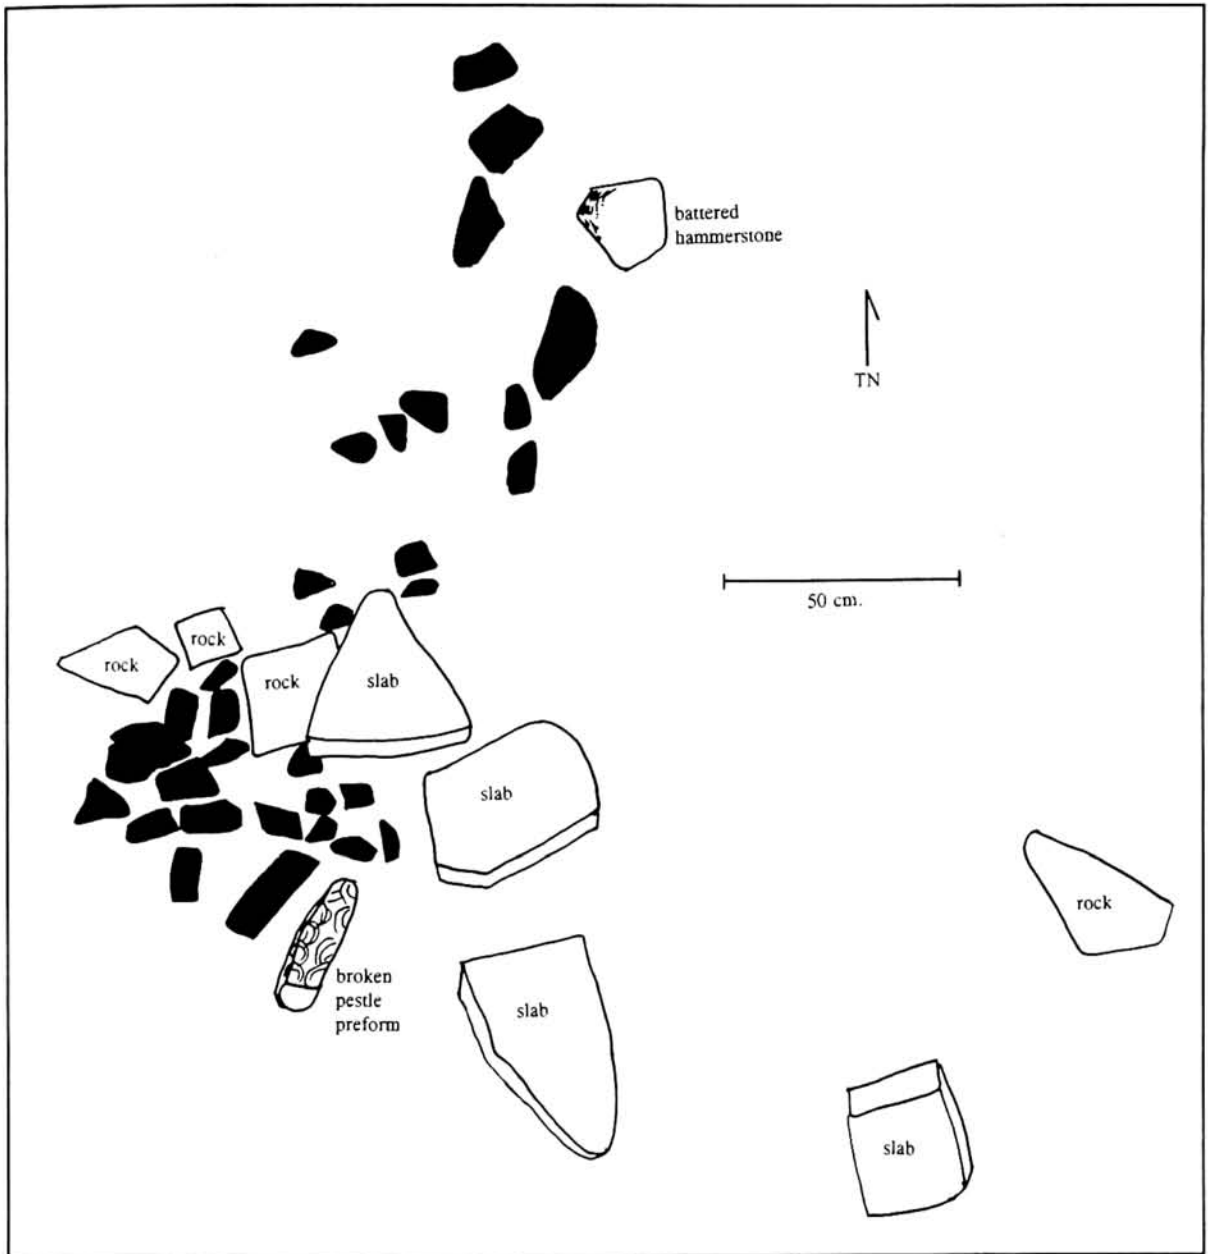 battered
hammerstone
TN
50 cm.
rock
rock
rock
slab
slab
rock
broken
pestle
preform
slab
slab